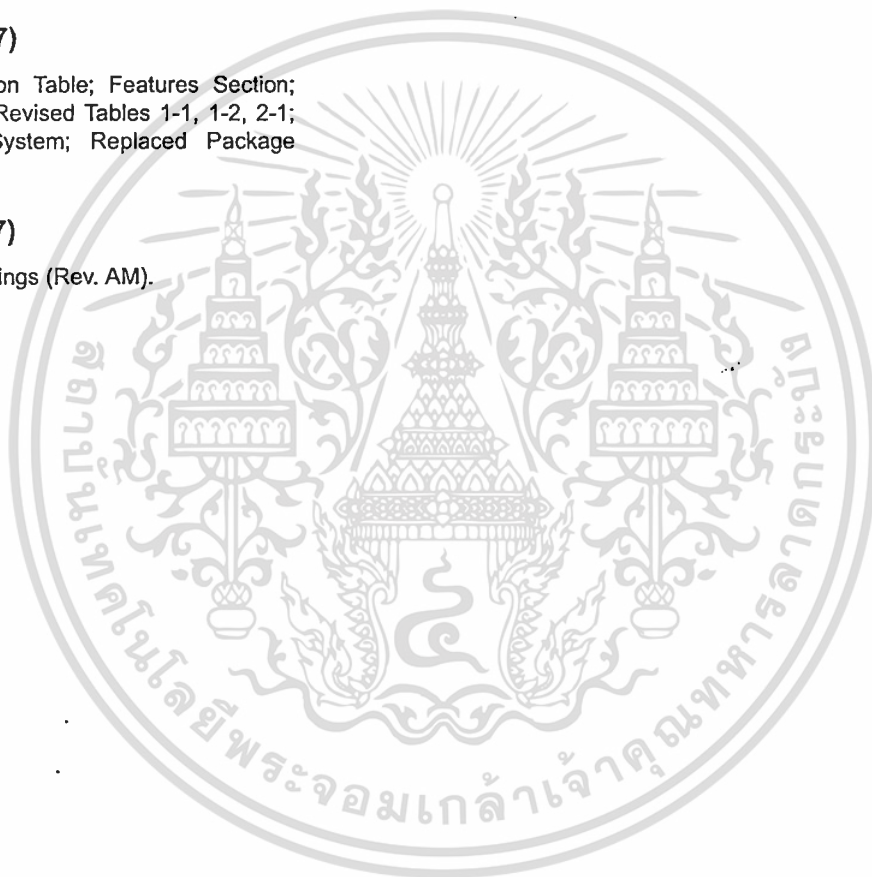 7)
on Table; Features Section;
Revised Tables 1-1, 1-2, 2-1;
System; Replaced Package
7)
ings (Rev. AM).
สถาบันเทคโนโลยีพระจอมเกล้าเจ้าคุณทหารลาดกระบัง
๔